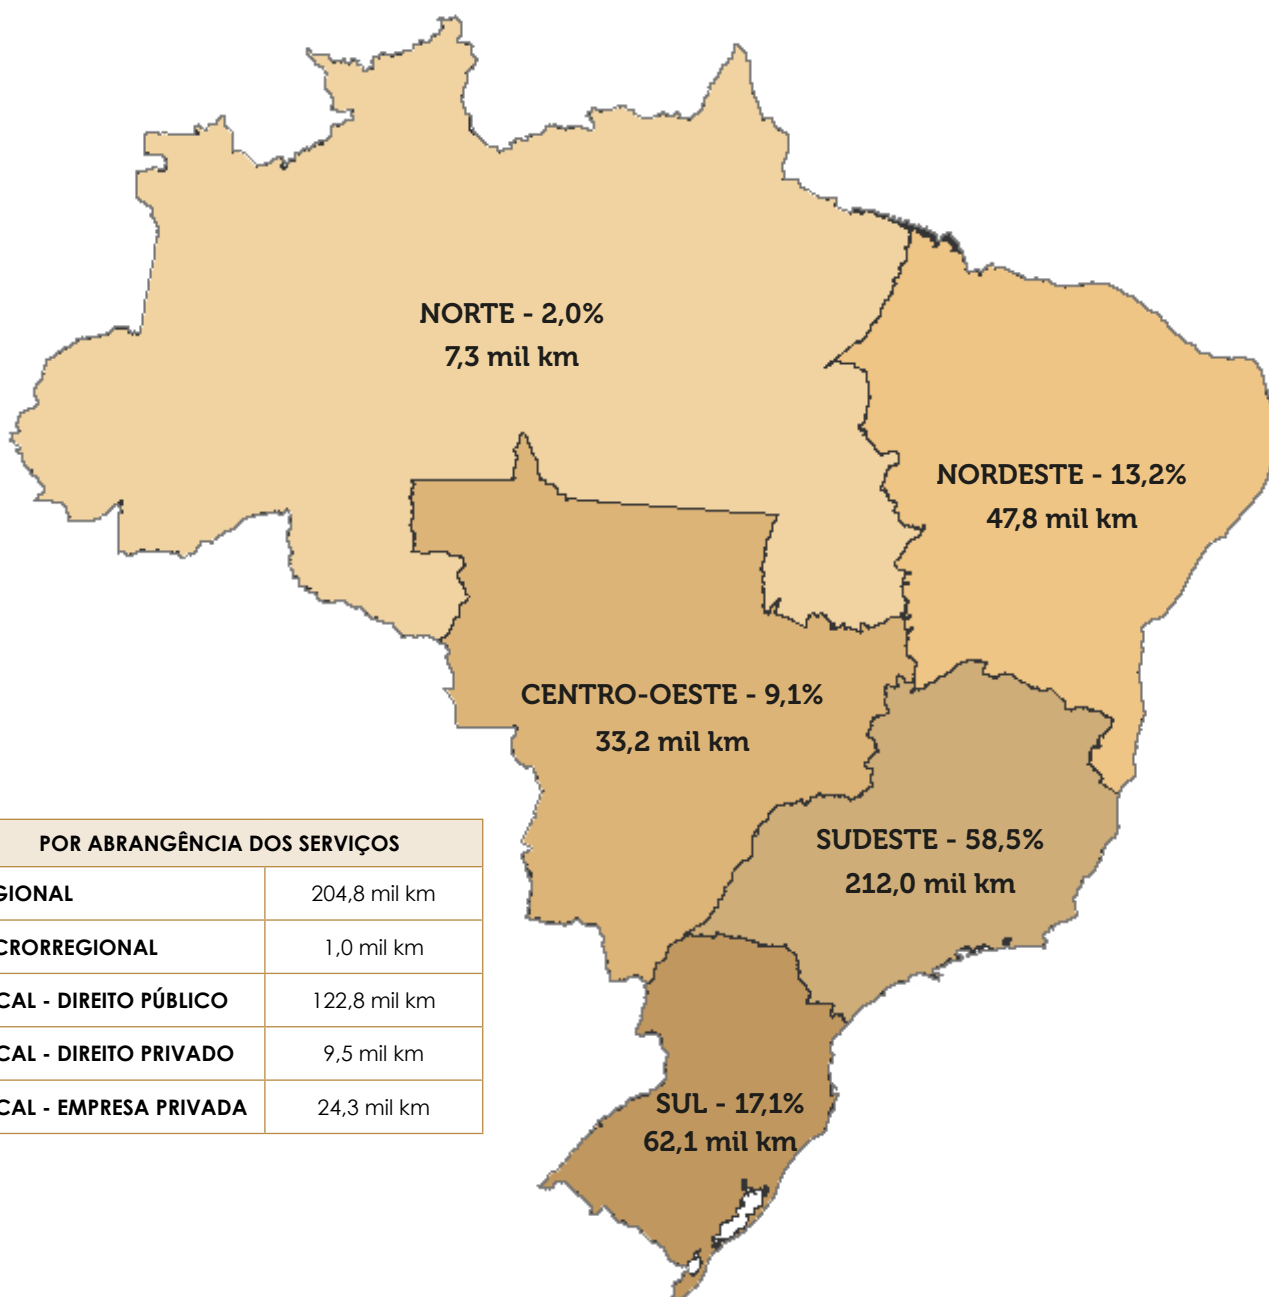 NORTE - 2,0%
7,3 mil km
NORDESTE - 13,2%
47,8 mil km
CENTRO-OESTE - 9,1%
33,2 mil km
SUDESTE - 58,5%
212,0 mil km
SUL - 17,1%
62,1 mil km
POR ABRANGÊNCIA DOS SERVIÇOS
GIONAL 204,8 mil km
CRORREGIONAL 1,0 mil km
CAL - DIREITO PÚBLICO 122,8 mil km
CAL - DIREITO PRIVADO 9,5 mil km
CAL - EMPRESA PRIVADA 24,3 mil km